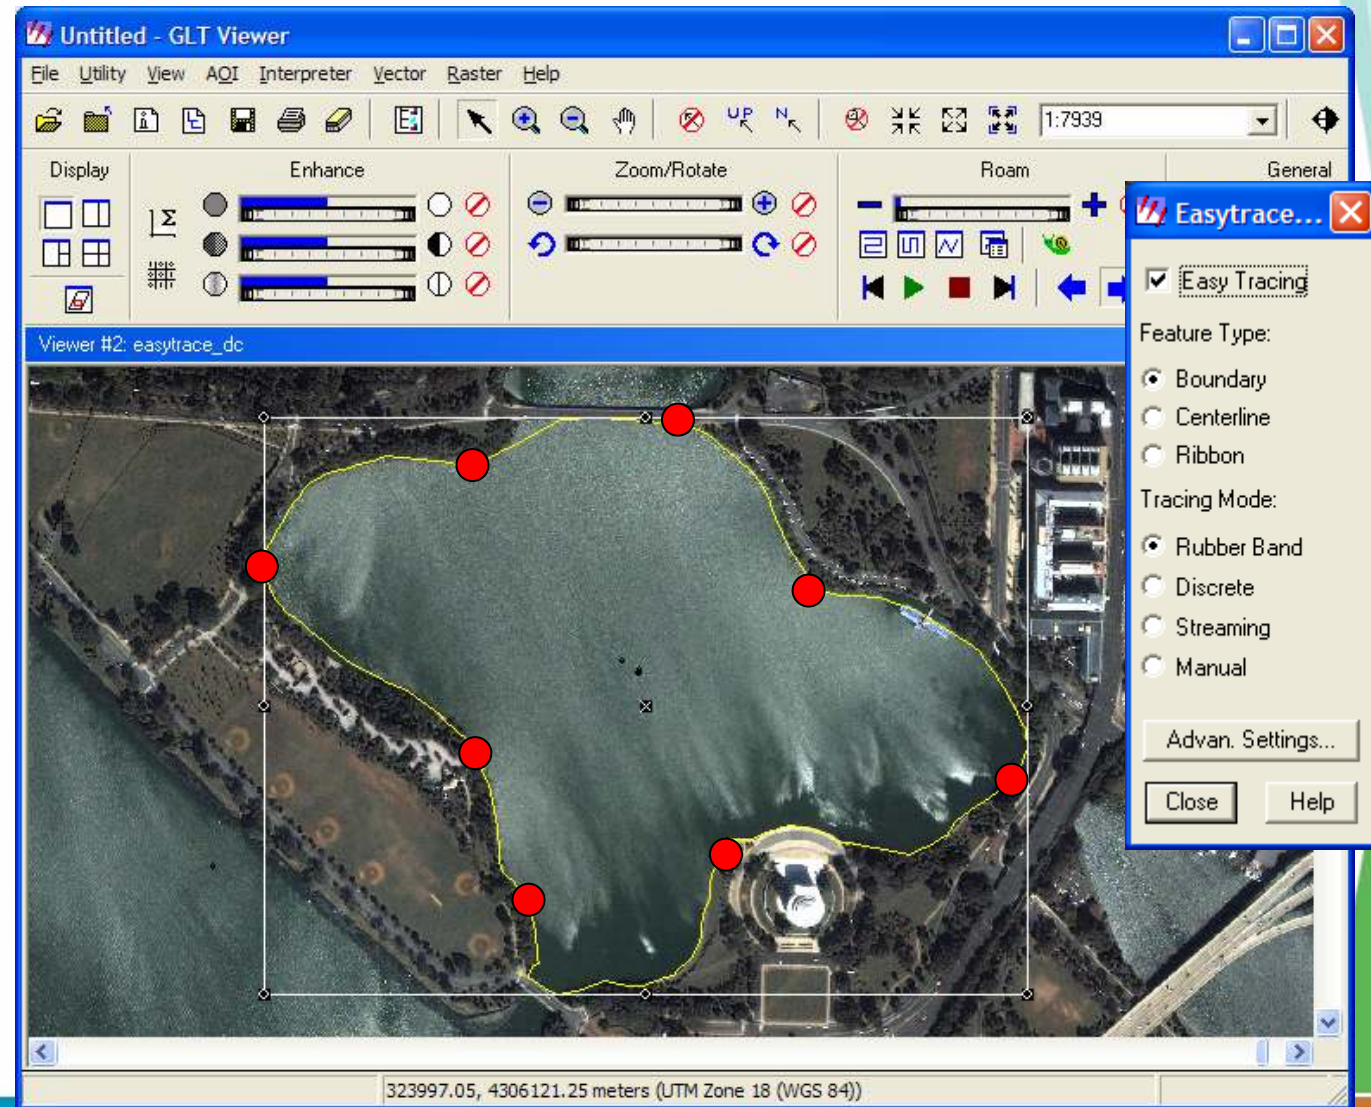 Untitled - GLT Viewer
File Utility View AOI Interpreter Vector Raster Help
UP N 1:7939
Display Enhance Zoom/Rotate Roam General
Viewer #2: easytrace_dc
Easytrace...
Easy Tracing
Feature Type:
Boundary
Centerline
Ribbon
Tracing Mode:
Rubber Band
Discrete
Streaming
Manual
Advan. Settings...
Close Help
323997.05, 4306121.25 meters (UTM Zone 18 (WGS 84))